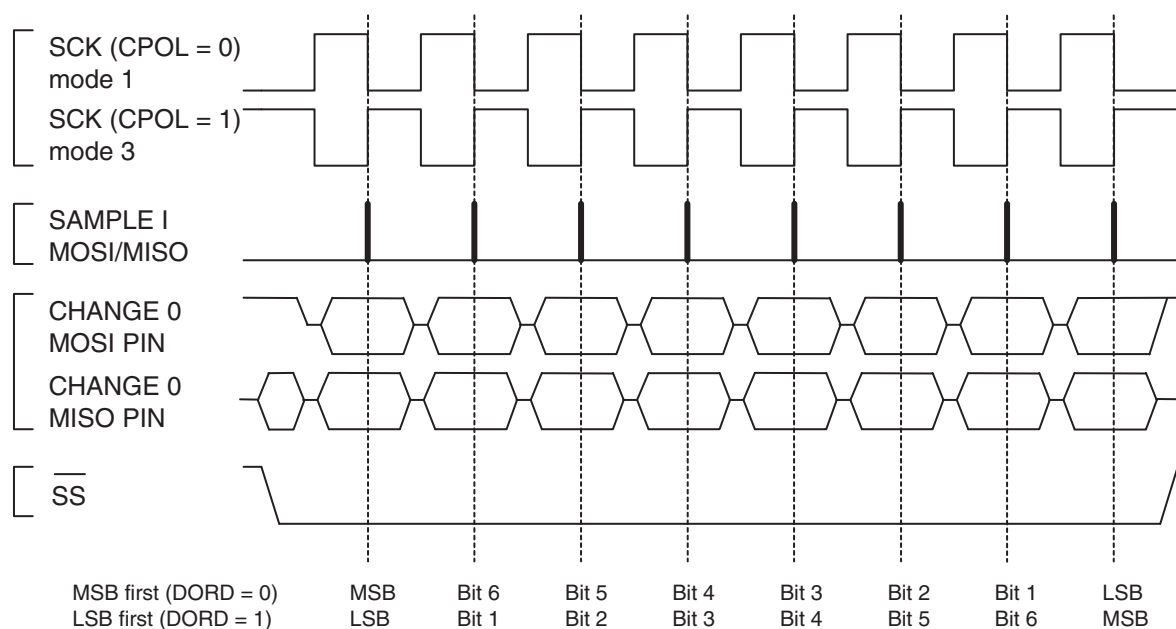 SCK (CPOL = 0)
mode 1
SCK (CPOL = 1)
mode 3
SAMPLE I
MOSI/MISO
CHANGE 0
MOSI PIN
CHANGE 0
MISO PIN
SS
MSB first (DORD = 0) MSB Bit 6 Bit 5 Bit 4 Bit 3 Bit 2 Bit 1 LSB
LSB first (DORD = 1) LSB Bit 1 Bit 2 Bit 3 Bit 4 Bit 5 Bit 6 MSB